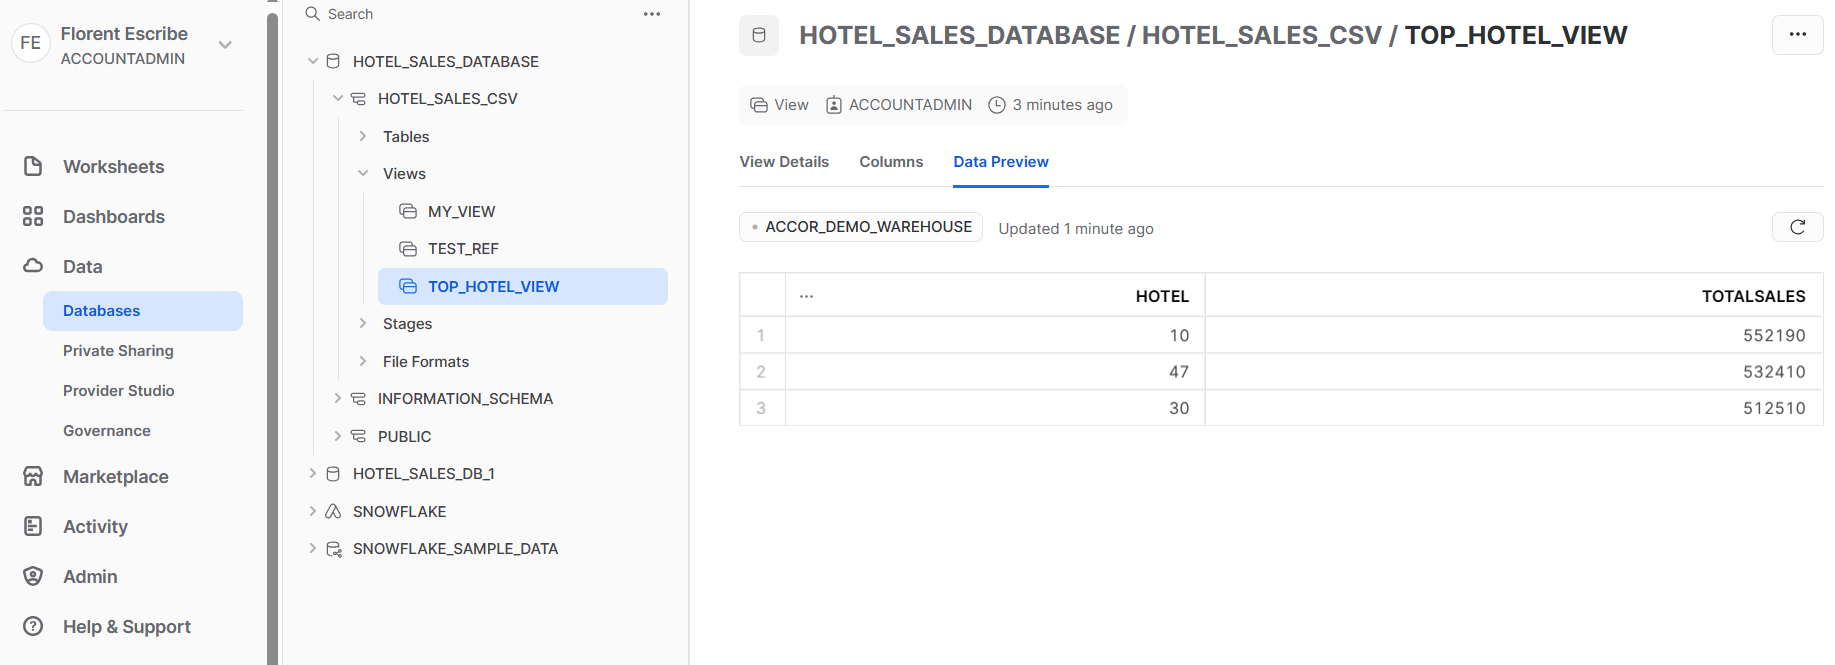 FE
Florent Escribe
ACCOUNTADMIN
Worksheets
Dashboards
Data
Databases
Private Sharing
Provider Studio
Governance
Marketplace
Activity
Admin
Help & Support
Search
HOTEL_SALES_DATABASE
HOTEL_SALES_CSV
Tables
Views
MY_VIEW
TEST_REF
TOP_HOTEL_VIEW
Stages
File Formats
INFORMATION_SCHEMA
PUBLIC
HOTEL_SALES_DB_1
SNOWFLAKE
SNOWFLAKE_SAMPLE_DATA
HOTEL_SALES_DATABASE / HOTEL_SALES_CSV / TOP_HOTEL_VIEW
View ACCOUNTADMIN 3 minutes ago
View Details Columns Data Preview
ACCOR_DEMO_WAREHOUSE Updated 1 minute ago
... HOTEL TOTALSALES
1 10 552190
2 47 532410
3 30 512510